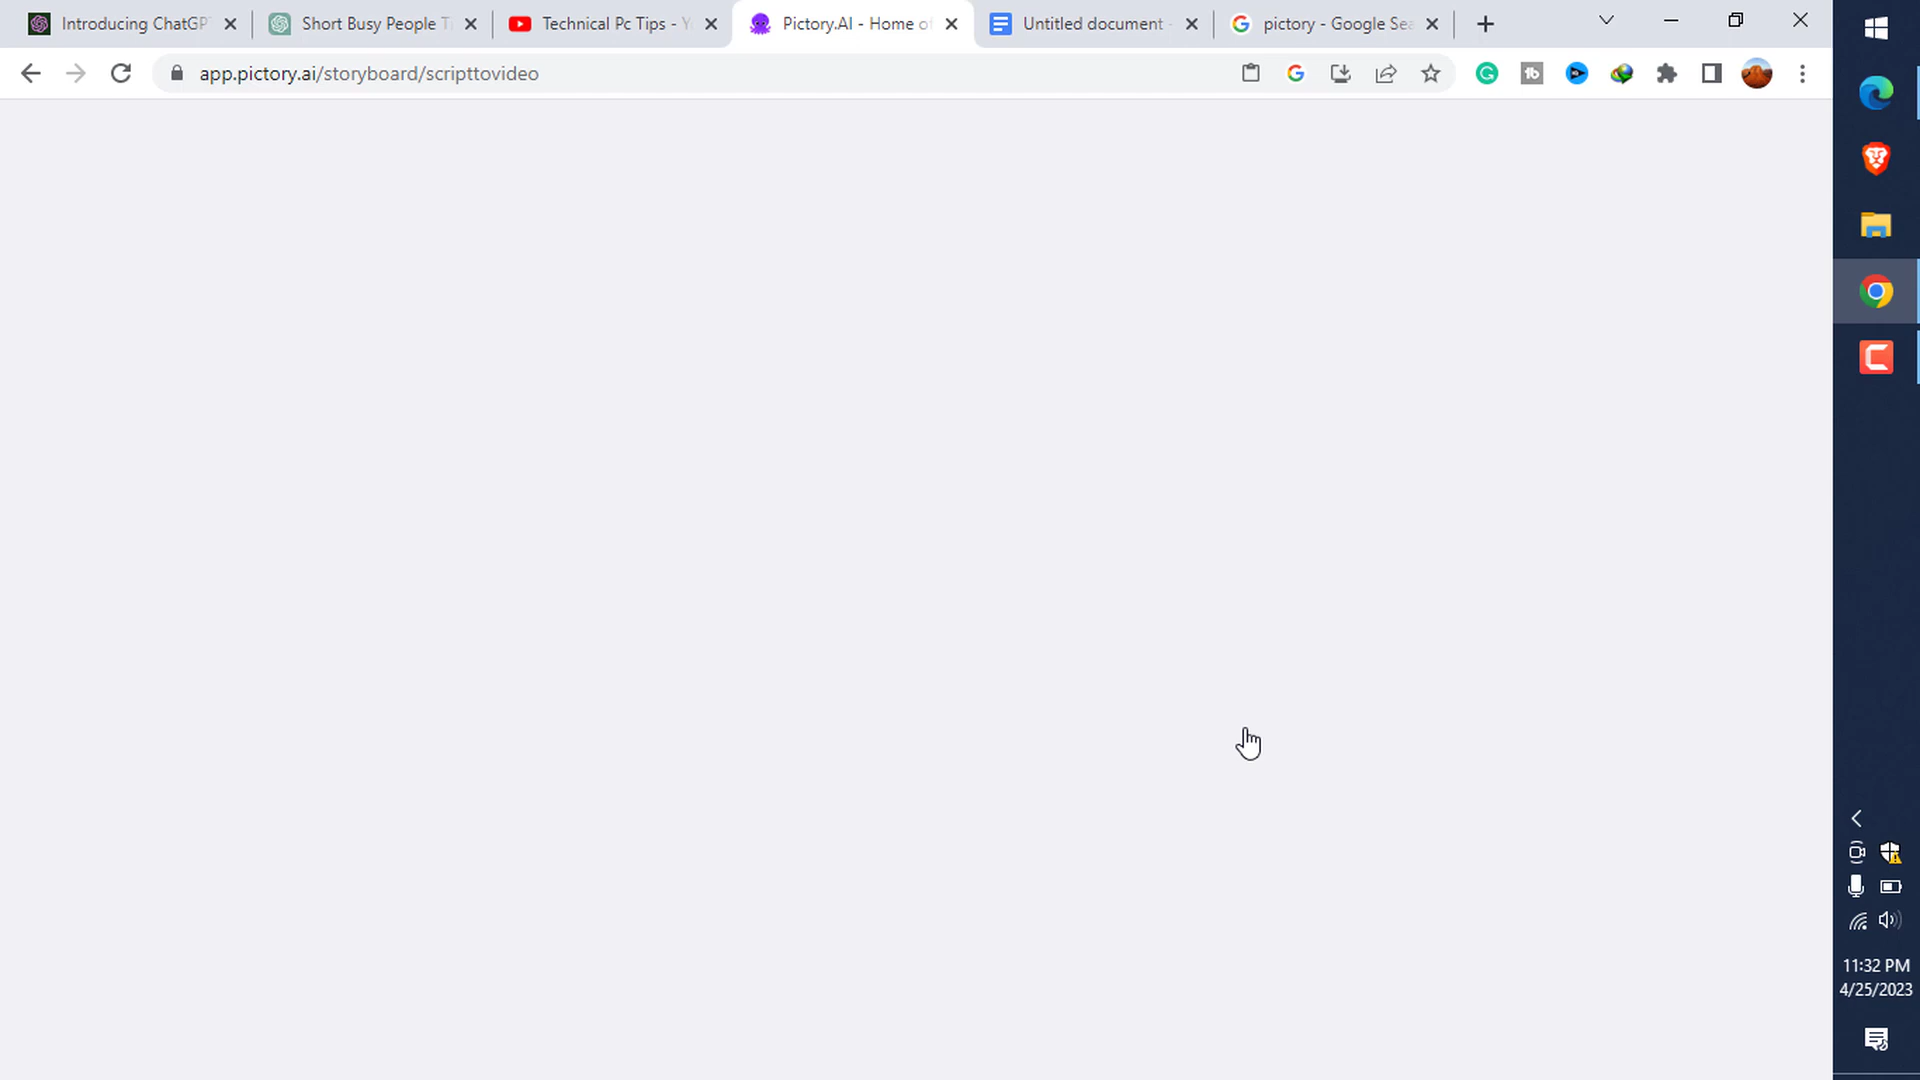 Introducing ChatGP
Short Busy People Ti
Technical Pc Tips - Y
Pictory.AI - Home of
Untitled document -
pictory - Google Sea
app.pictory.ai/storyboard/scripttovideo
11:32 PM
4/25/2023